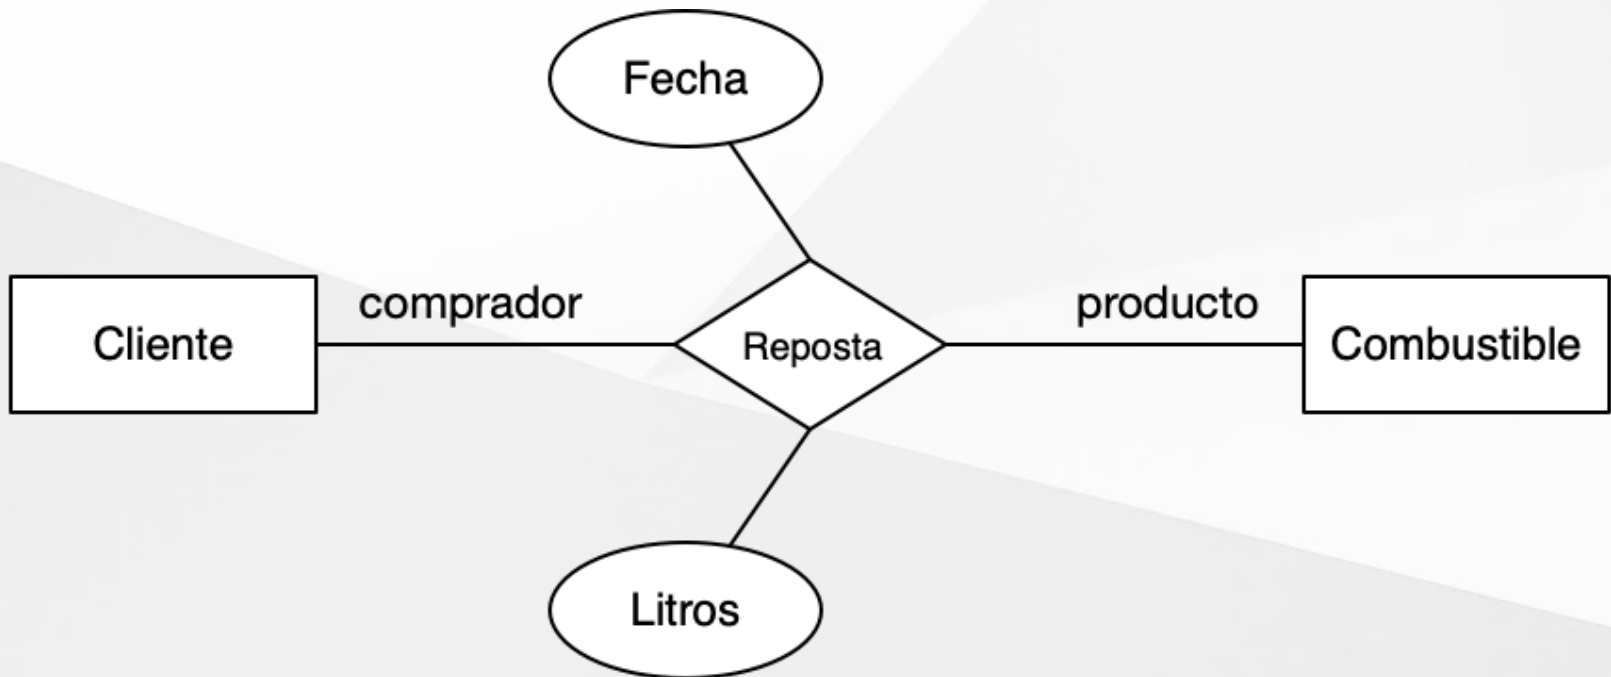 Fecha
comprador
producto
Cliente
Reposta
Combustible
Litros